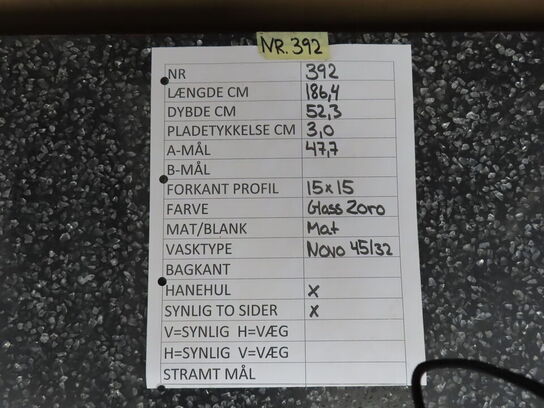 NR. 392
NR 392
LÆNGDE CM 186,4
DYBDE CM 52,3
PLADETYKKELSE CM 3,0
A-MÅL 47,7
B-MÅL
FORKANT PROFIL 15x15
FARVE Glass Zoro
MAT/BLANK Mat
VASKTYPE Novo 45/32
BAGKANT
HANEHUL X
SYNLIG TO SIDER X
V=SYNLIG H=VÆG
H=SYNLIG V=VÆG
STRAMT MÅL